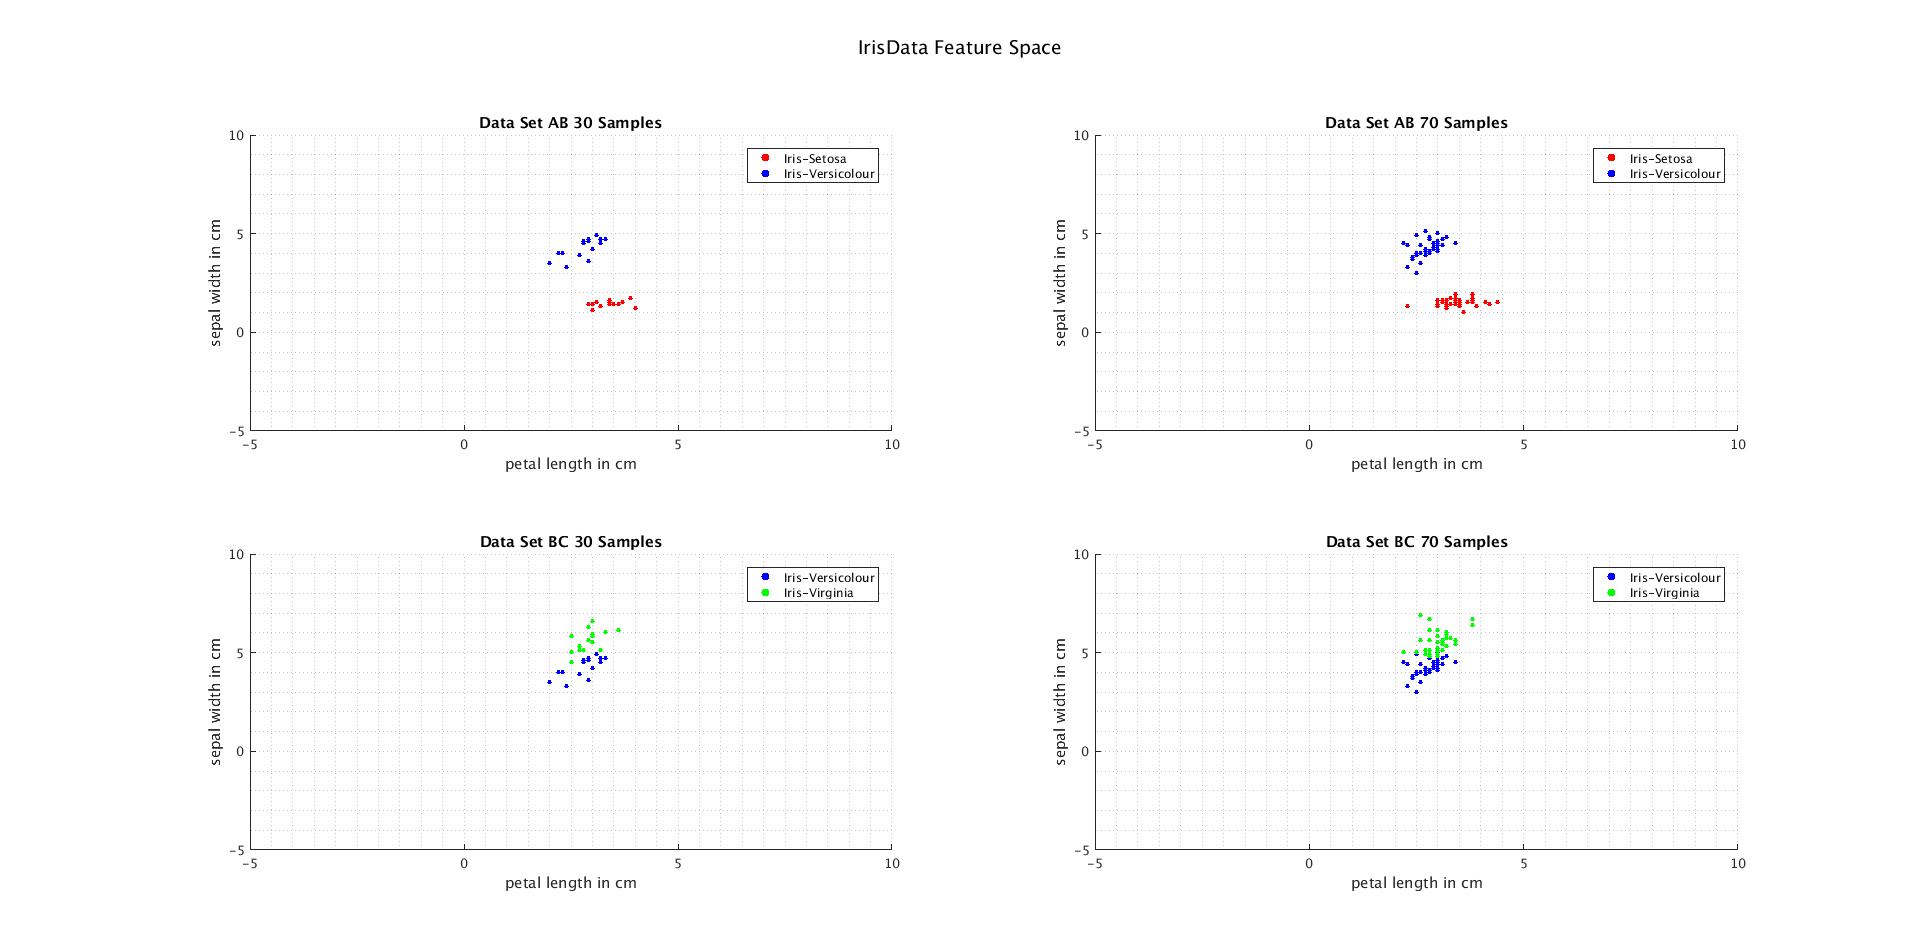 IrisData Feature Space
Data Set AB 30 Samples
10
5
0
−5
sepal width in cm
Iris−Setosa
Iris−Versicolour
−5 0 5 10
petal length in cm
Data Set AB 70 Samples
10
5
0
−5
sepal width in cm
Iris−Setosa
Iris−Versicolour
−5 0 5 10
petal length in cm
Data Set BC 30 Samples
10
5
0
−5
sepal width in cm
Iris−Versicolour
Iris−Virginia
−5 0 5 10
petal length in cm
Data Set BC 70 Samples
10
5
0
−5
sepal width in cm
Iris−Versicolour
Iris−Virginia
−5 0 5 10
petal length in cm